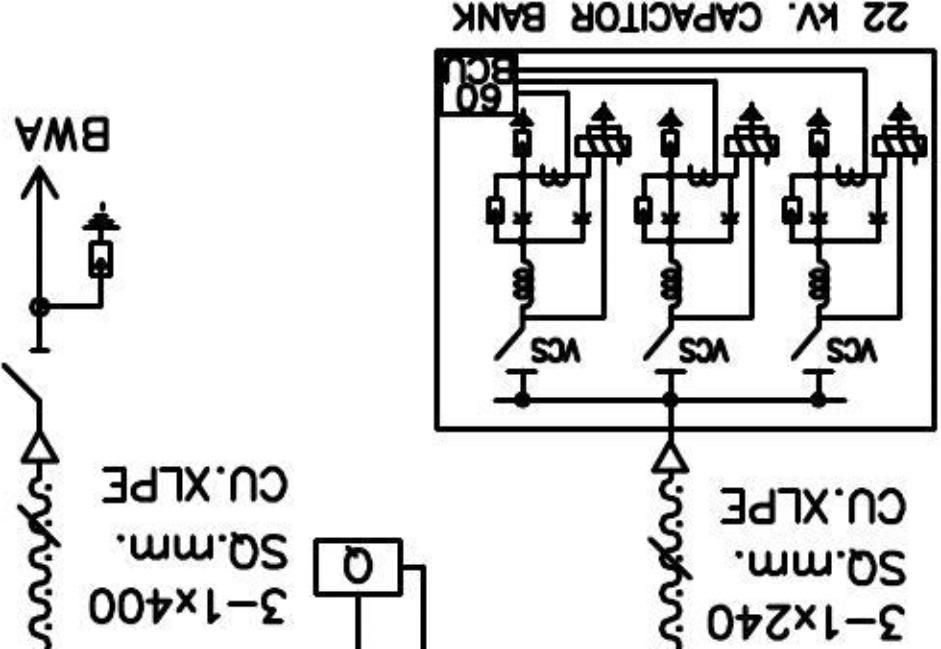 3-1x240
SQ.mm.
CU.XLPE
Q
3-1x400
SQ.mm.
CU.XLPE
VCS
VCS
VCS
60
BCU
22 kV. CAPACITOR BANK
BWA